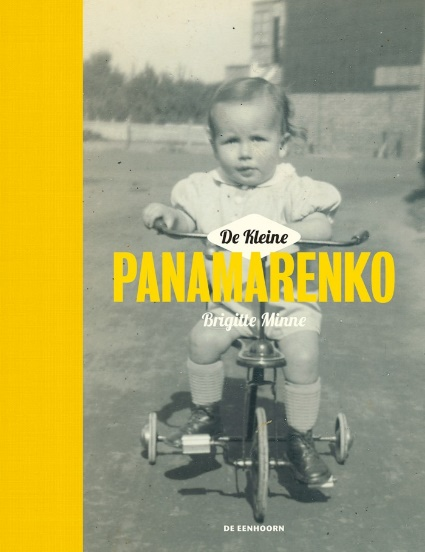 De Kleine
PANAMARENKO
Brigitte Minne
DE EENHOORN